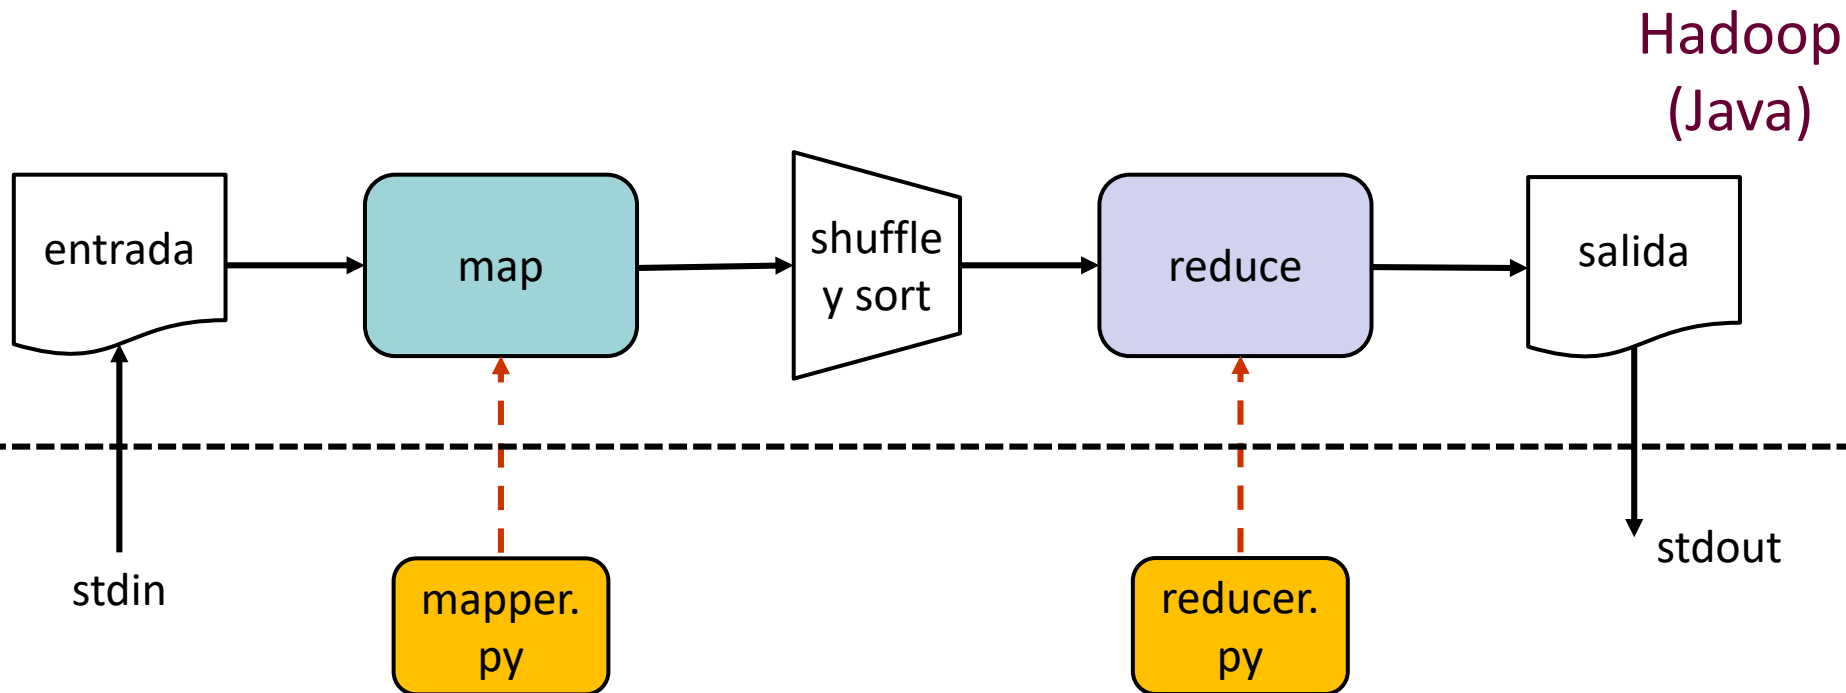 Hadoop
(Java)
entrada
map
shuffle
y sort
reduce
salida
stdin
mapper.
py
reducer.
py
stdout